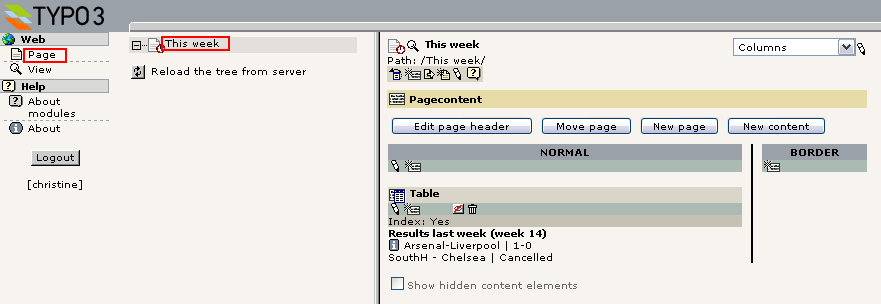 TYPO3
Web
Page
View
Help
About
modules
About
Logout
[christine]
This week
Reload the tree from server
This week
Columns
Path: /This week/
Pagecontent
Edit page header
Move page
New page
New content
NORMAL
BORDER
Table
Index: Yes
Results last week (week 14)
Arsenal-Liverpool | 1-0
SouthH - Chelsea | Cancelled
Show hidden content elements